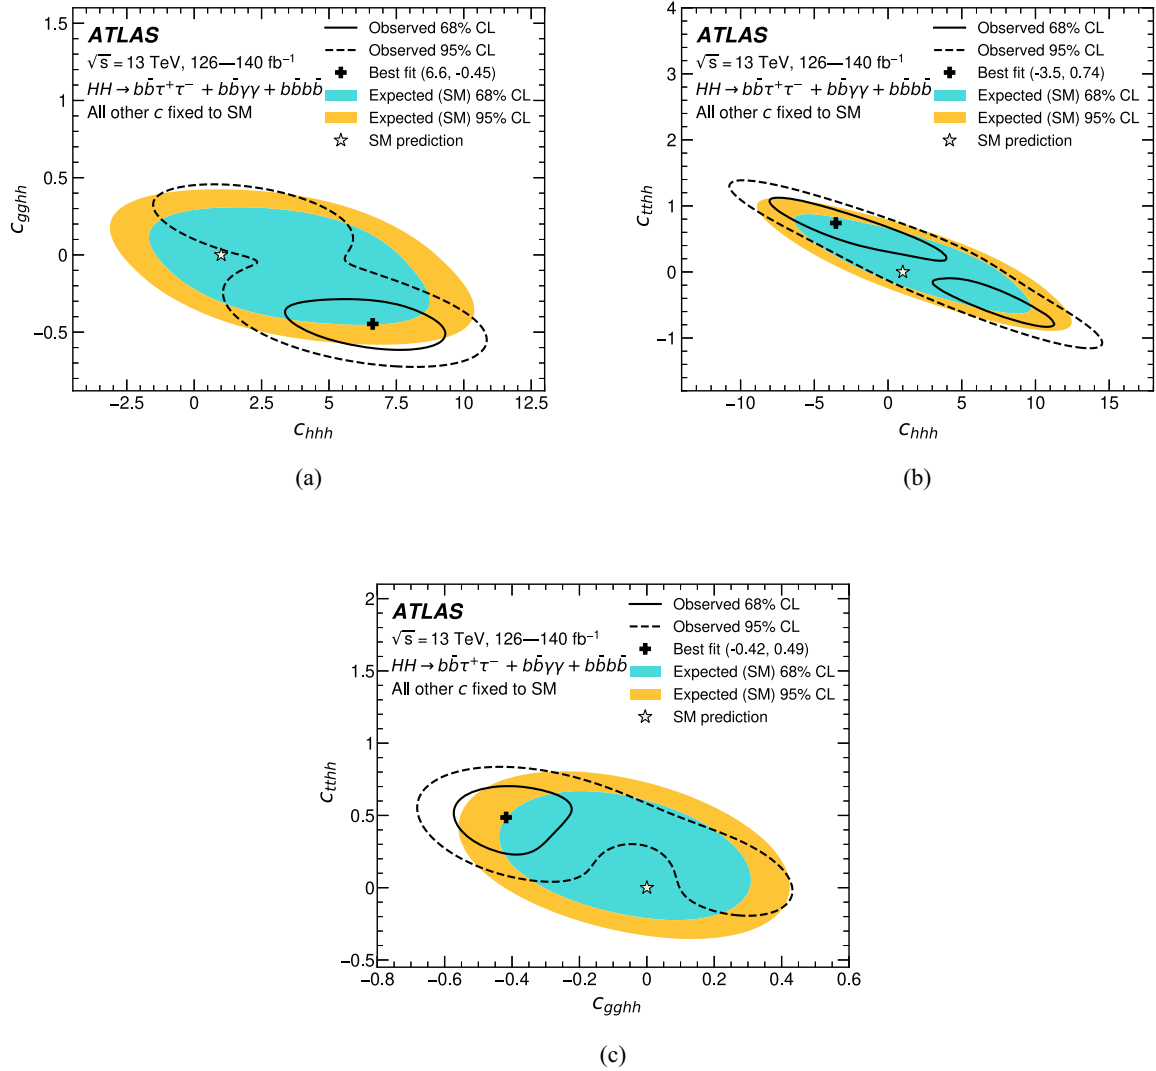 ATLAS
√s = 13 TeV, 126—140 fb⁻¹
HH → bb̄τ⁺τ⁻ + bb̄γγ + bb̄bb̄
All other c fixed to SM
Observed 68% CL
Observed 95% CL
Best fit (6.6, -0.45)
Expected (SM) 68% CL
Expected (SM) 95% CL
SM prediction
1.5
1
0.5
0
−0.5
c_gghh
−2.5 0 2.5 5 7.5 10 12.5
c_hhh
(a)
ATLAS
√s = 13 TeV, 126—140 fb⁻¹
HH → bb̄τ⁺τ⁻ + bb̄γγ + bb̄bb̄
All other c fixed to SM
Observed 68% CL
Observed 95% CL
Best fit (-3.5, 0.74)
Expected (SM) 68% CL
Expected (SM) 95% CL
SM prediction
4
3
2
1
0
−1
c_tthh
−10 −5 0 5 10 15
c_hhh
(b)
ATLAS
√s = 13 TeV, 126—140 fb⁻¹
HH → bb̄τ⁺τ⁻ + bb̄γγ + bb̄bb̄
All other c fixed to SM
Observed 68% CL
Observed 95% CL
Best fit (-0.42, 0.49)
Expected (SM) 68% CL
Expected (SM) 95% CL
SM prediction
2
1.5
1
0.5
0
−0.5
c_tthh
−0.8 −0.6 −0.4 −0.2 0 0.2 0.4 0.6
c_gghh
(c)